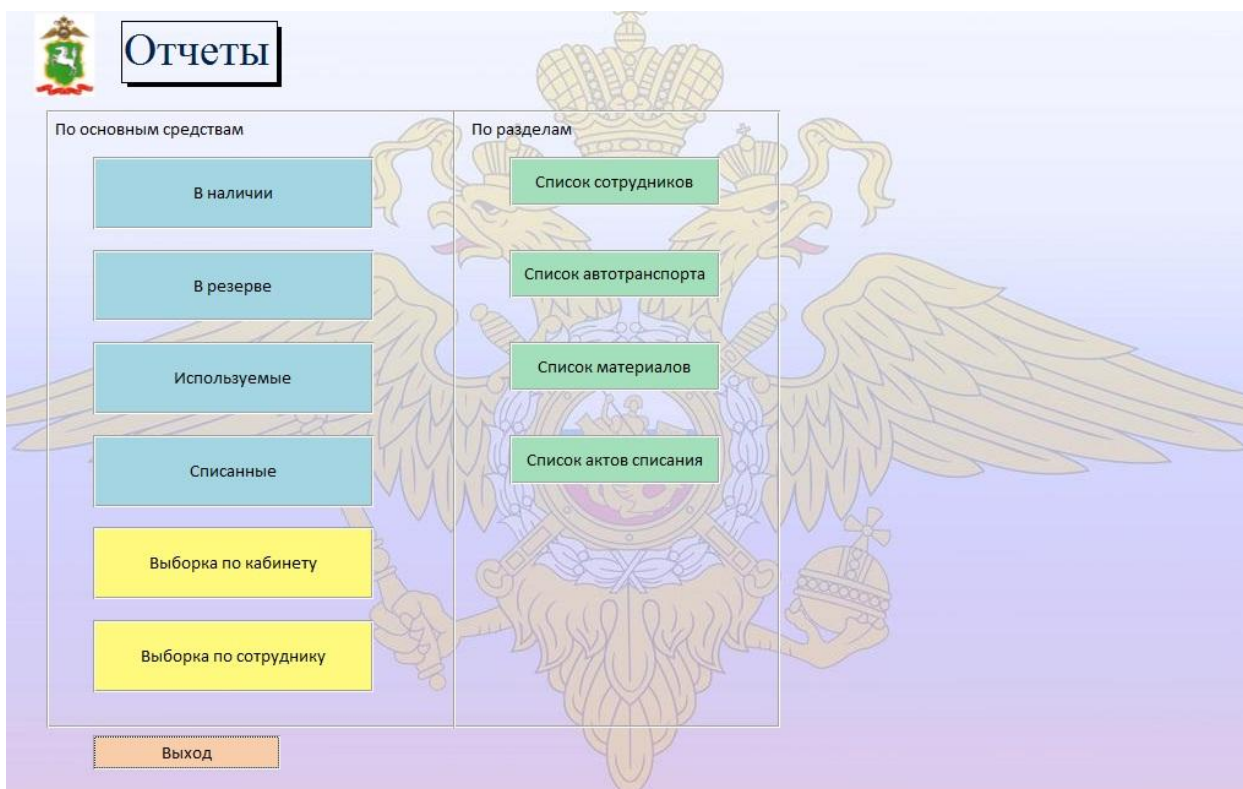 Отчеты
По основным средствам
В наличии
В резерве
Используемые
Списанные
Выборка по кабинету
Выборка по сотруднику
По разделам
Список сотрудников
Список автотранспорта
Список материалов
Список актов списания
Выход